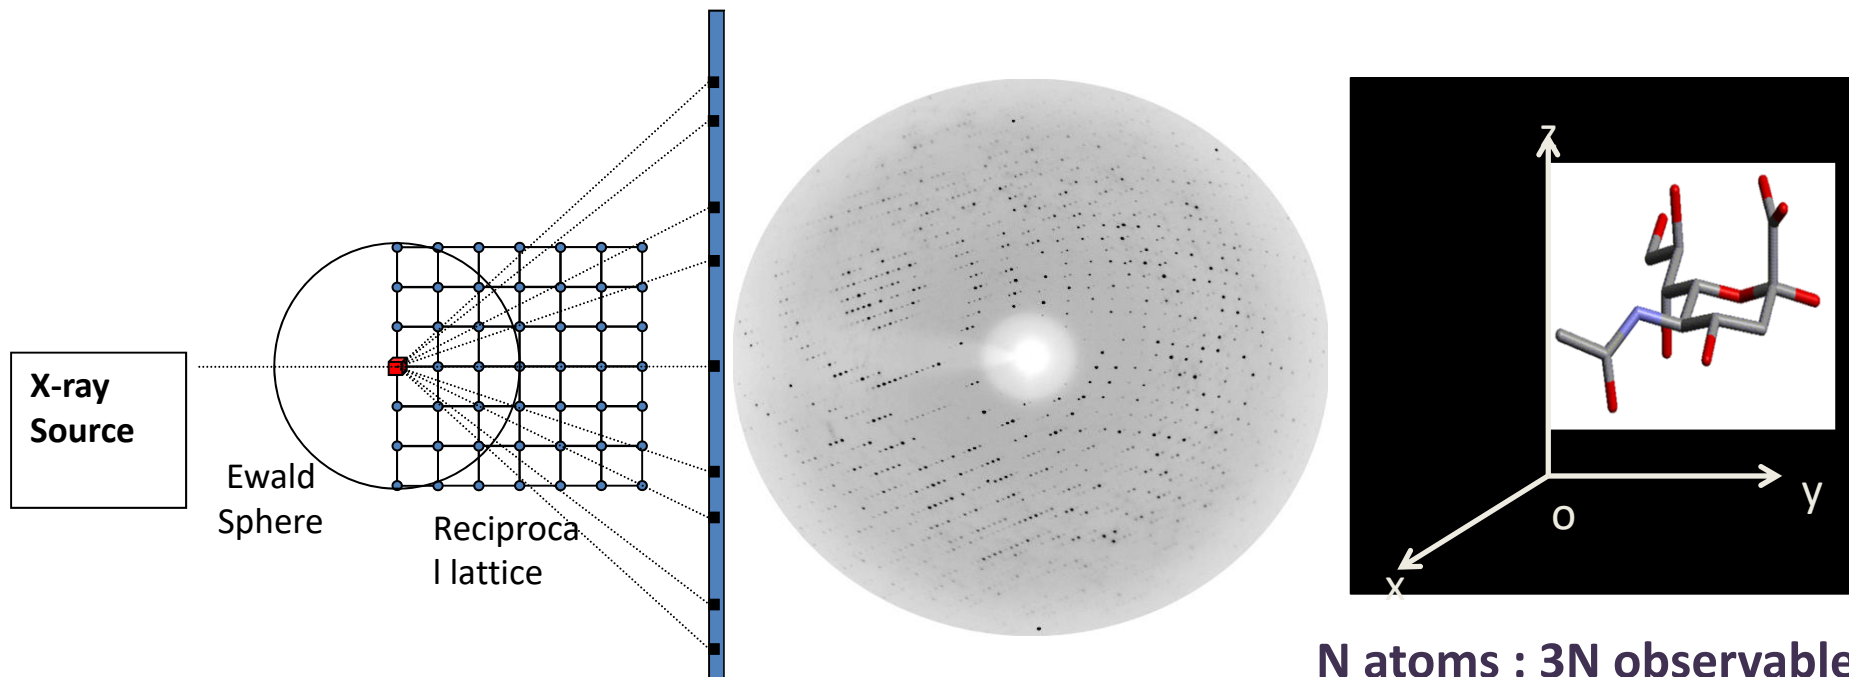 X-ray
Source
Ewald
Sphere
Reciproca
l lattice
z
y
o
x
N atoms : 3N observable